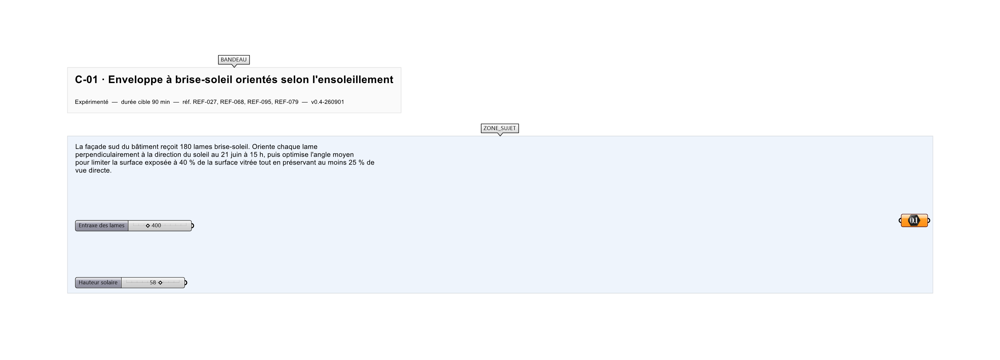 BANDEAU
C-01 · Enveloppe à brise-soleil orientés selon l'ensoleillement
Expérimenté — durée cible 90 min — réf. REF-027, REF-068, REF-095, REF-079 — v0.4-260901
ZONE_SUJET
La façade sud du bâtiment reçoit 180 lames brise-soleil. Oriente chaque lame
perpendiculairement à la direction du soleil au 21 juin à 15 h, puis optimise l'angle moyen
pour limiter la surface exposée à 40 % de la surface vitrée tout en préservant au moins 25 % de
vue directe.
Entraxe des lames 400
0.1
Hauteur solaire 58